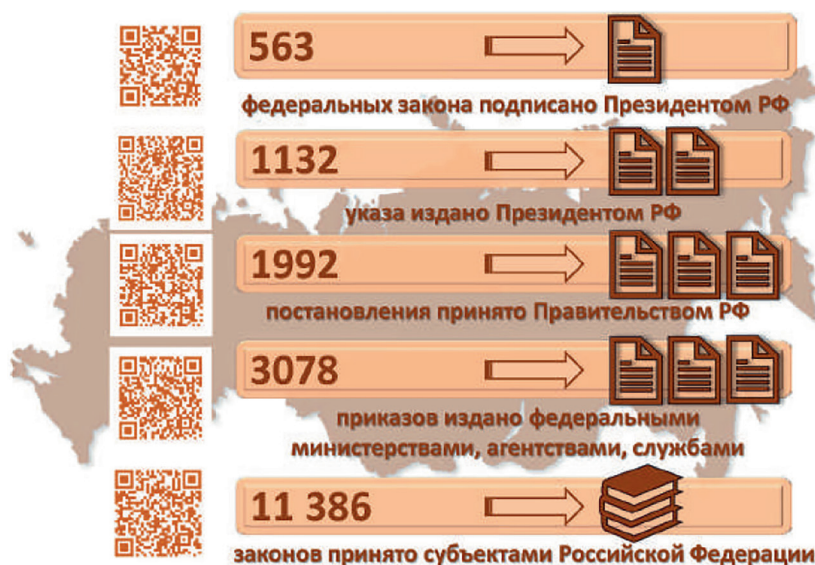 563
федеральных закона подписано Президентом РФ
1132
указа издано Президентом РФ
1992
постановления принято Правительством РФ
3078
приказов издано федеральными
министерствами, агентствами, службами
11 386
законов принято субъектами Российской Федерации